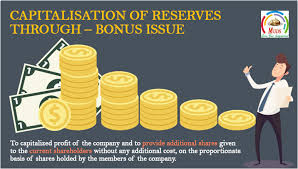 CAPITALISATION OF RESERVES
THROUGH – BONUS ISSUE
To capitalized profit of the company and to provide additional shares given
to the current shareholders without any additional cost, on the proportionate
basis of shares held by the members of the company.